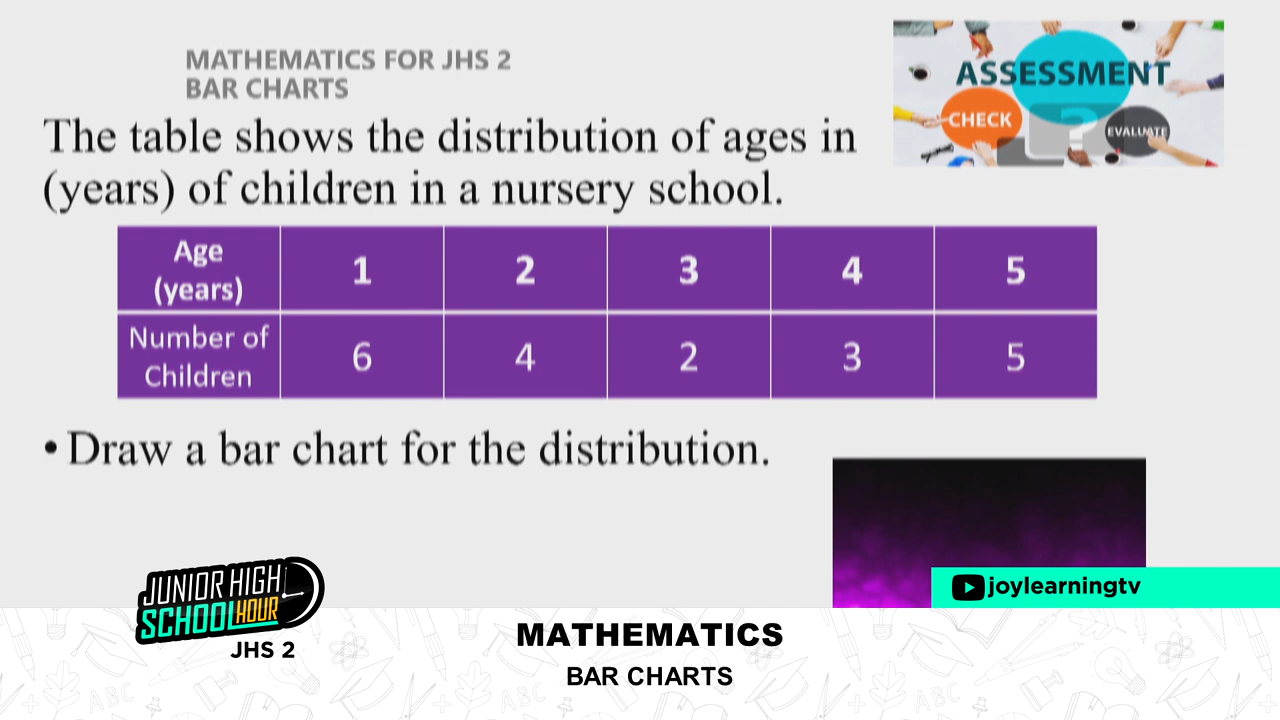 MATHEMATICS FOR JHS 2
BAR CHARTS
ASSESSMENT
CHECK
?
EVALUATE
The table shows the distribution of ages in
(years) of children in a nursery school.
Age
(years)
1
2
3
4
5
Number of
Children
6
4
2
3
5
• Draw a bar chart for the distribution.
JUNIOR HIGH
SCHOOL HOUR
JHS 2
joylearningtv
MATHEMATICS
BAR CHARTS
ABC
ABC